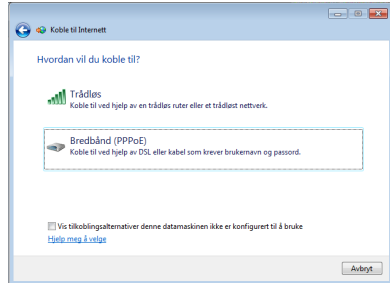 Koble til Internett
Hvordan vil du koble til?
Trådløs
Koble til ved hjelp av en trådløs ruter eller et trådløst nettverk.
Bredbånd (PPPoE)
Koble til ved hjelp av DSL eller kabel som krever brukernavn og passord.
Vis tilkoblingsalternativer denne datamaskinen ikke er konfigurert til å bruke
Hjelp meg å velge
Avbryt